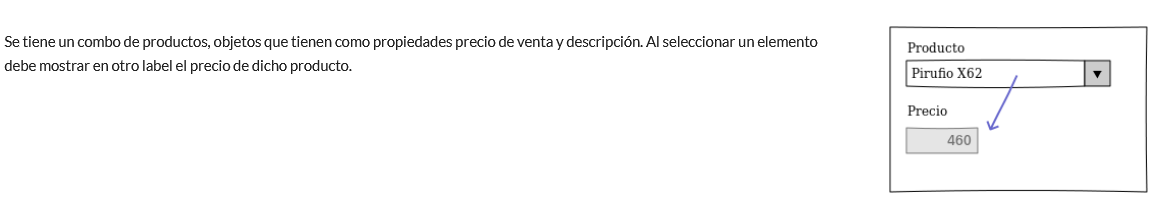 Se tiene un combo de productos, objetos que tienen como propiedades precio de venta y descripción. Al seleccionar un elemento
debe mostrar en otro label el precio de dicho producto.
Producto
Pirufio X62
Precio
460